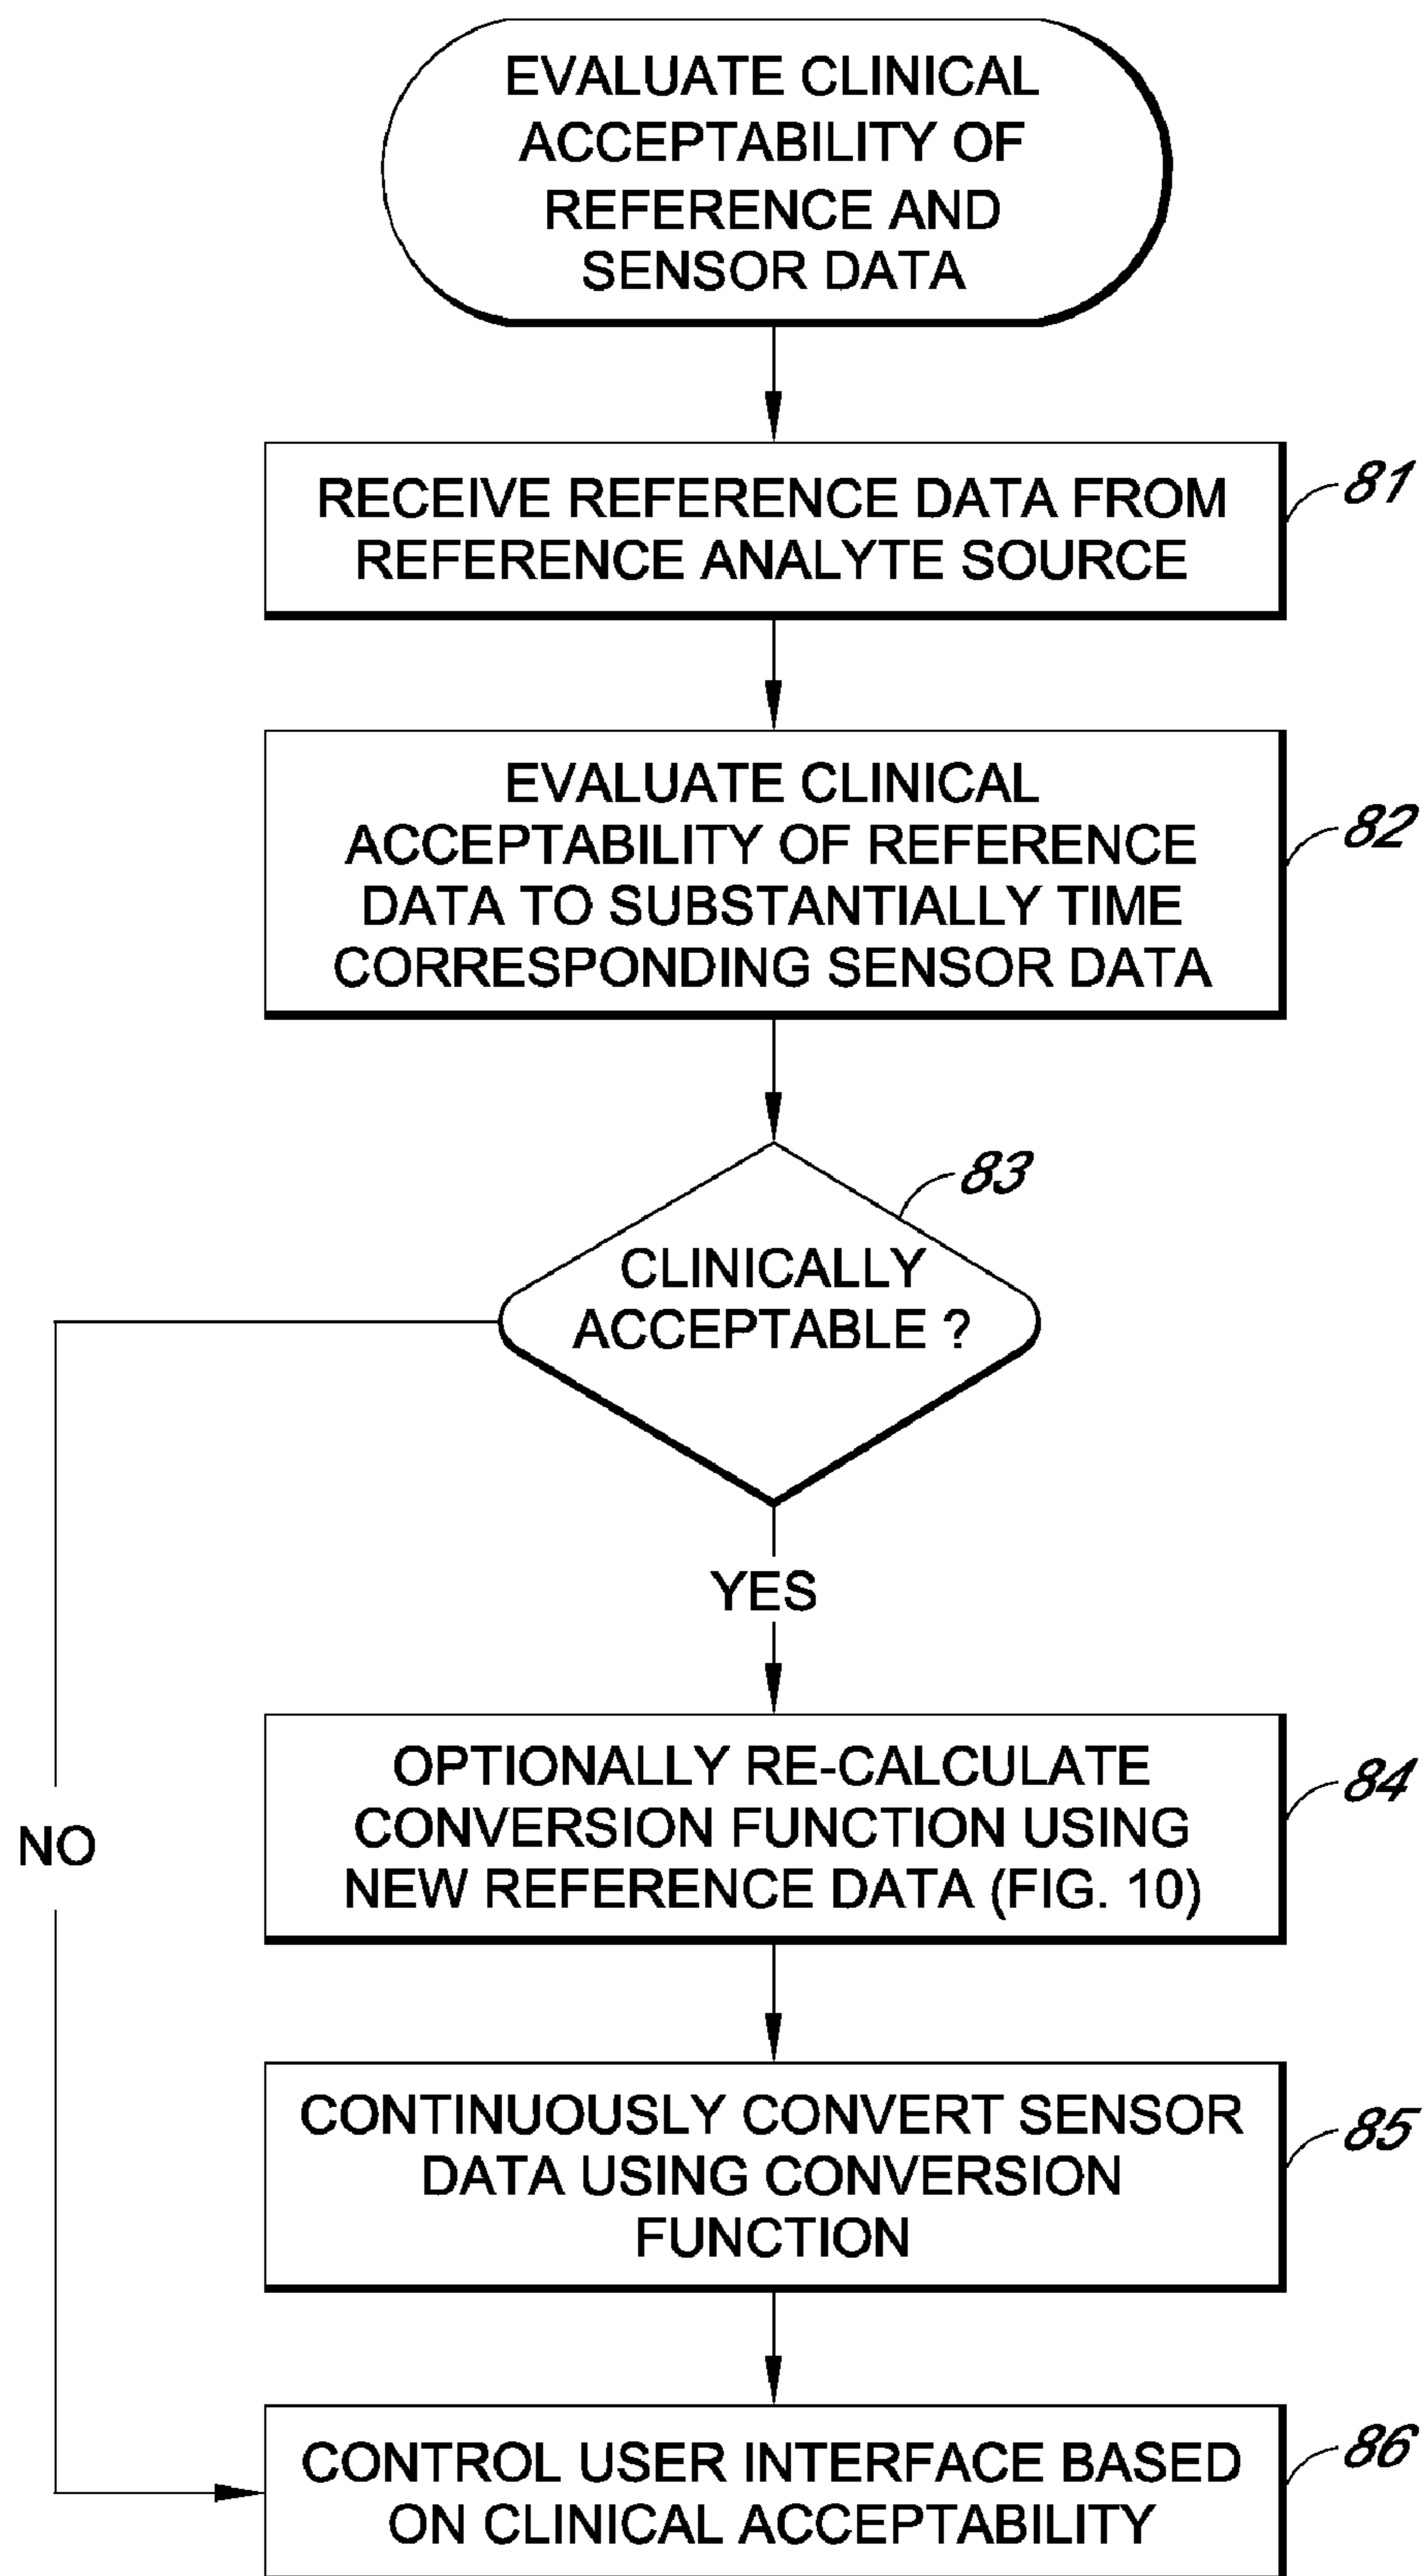 EVALUATE CLINICAL
ACCEPTABILITY OF
REFERENCE AND
SENSOR DATA
RECEIVE REFERENCE DATA FROM
REFERENCE ANALYTE SOURCE
81
EVALUATE CLINICAL
ACCEPTABILITY OF REFERENCE
DATA TO SUBSTANTIALLY TIME
CORRESPONDING SENSOR DATA
82
83
CLINICALLY
ACCEPTABLE ?
YES
NO
OPTIONALLY RE-CALCULATE
CONVERSION FUNCTION USING
NEW REFERENCE DATA (FIG. 10)
84
CONTINUOUSLY CONVERT SENSOR
DATA USING CONVERSION
FUNCTION
85
CONTROL USER INTERFACE BASED
ON CLINICAL ACCEPTABILITY
86